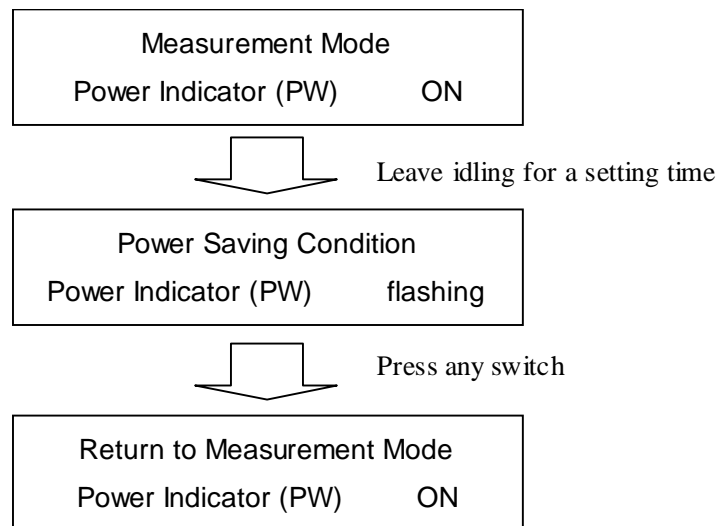 Measurement Mode
Power Indicator (PW) ON
Leave idling for a setting time
Power Saving Condition
Power Indicator (PW) flashing
Press any switch
Return to Measurement Mode
Power Indicator (PW) ON